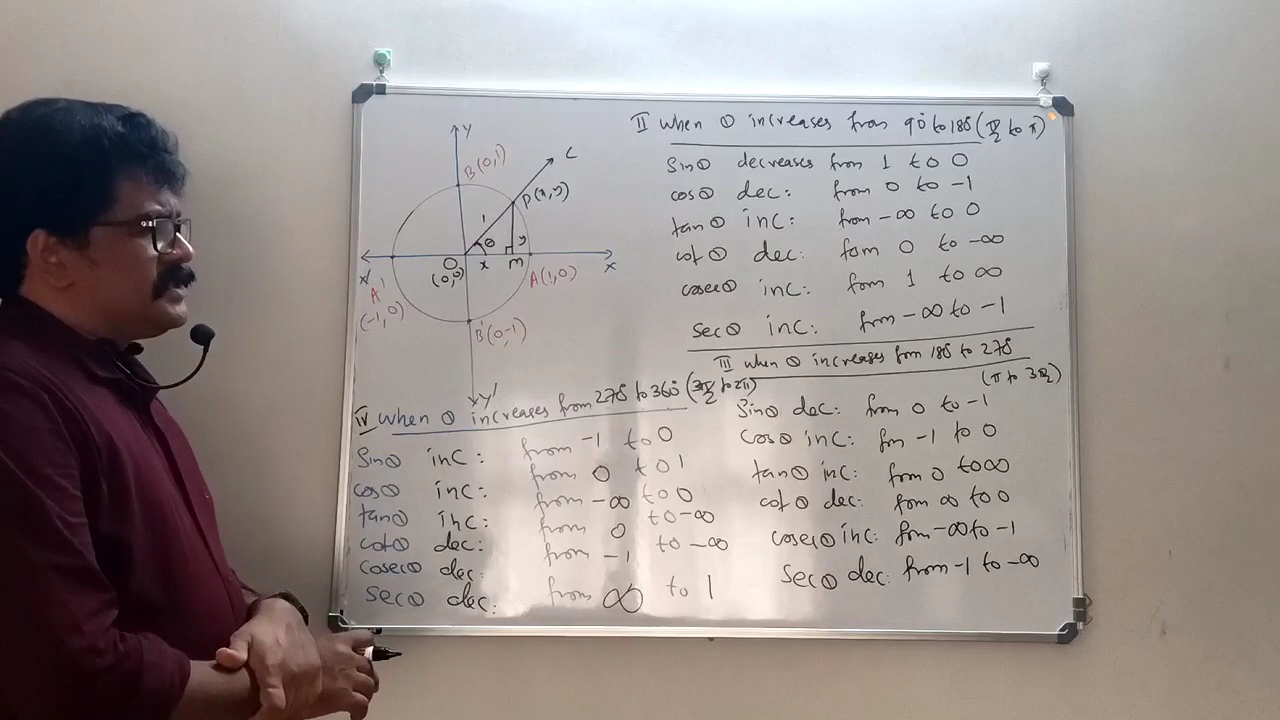 Y
B(0,1)
C
P(x,y)
1
θ
y
X'
O
x
M
X
(0,0)
A(1,0)
A'
(-1,0)
B'(0,-1)
Y'
II when θ increases from 90° to 180° (π/2 to π)
Sinθ decreases from 1 to 0
cosθ dec: from 0 to -1
tanθ inc: from -∞ to 0
cotθ dec: fom 0 to -∞
cosecθ inc: fom 1 to ∞
secθ inc: from -∞ to -1
III when θ increases fom 180° to 270°
(π to 3π/2)
Sinθ dec: from 0 to -1
cosθ inc: fm -1 to 0
tanθ inc: from 0 to ∞
cotθ dec: fom ∞ to 0
cosecθ inc: fom -∞ to -1
Secθ dec: from -1 to -∞
IV when θ increases from 270° to 360° (3π/2 to 2π)
Sinθ inc: from -1 to 0
cosθ inc: from 0 to 1
tanθ inc: from -∞ to 0
cotθ dec: from 0 to -∞
cosecθ dec: from -1 to -∞
secθ dec: from ∞ to 1